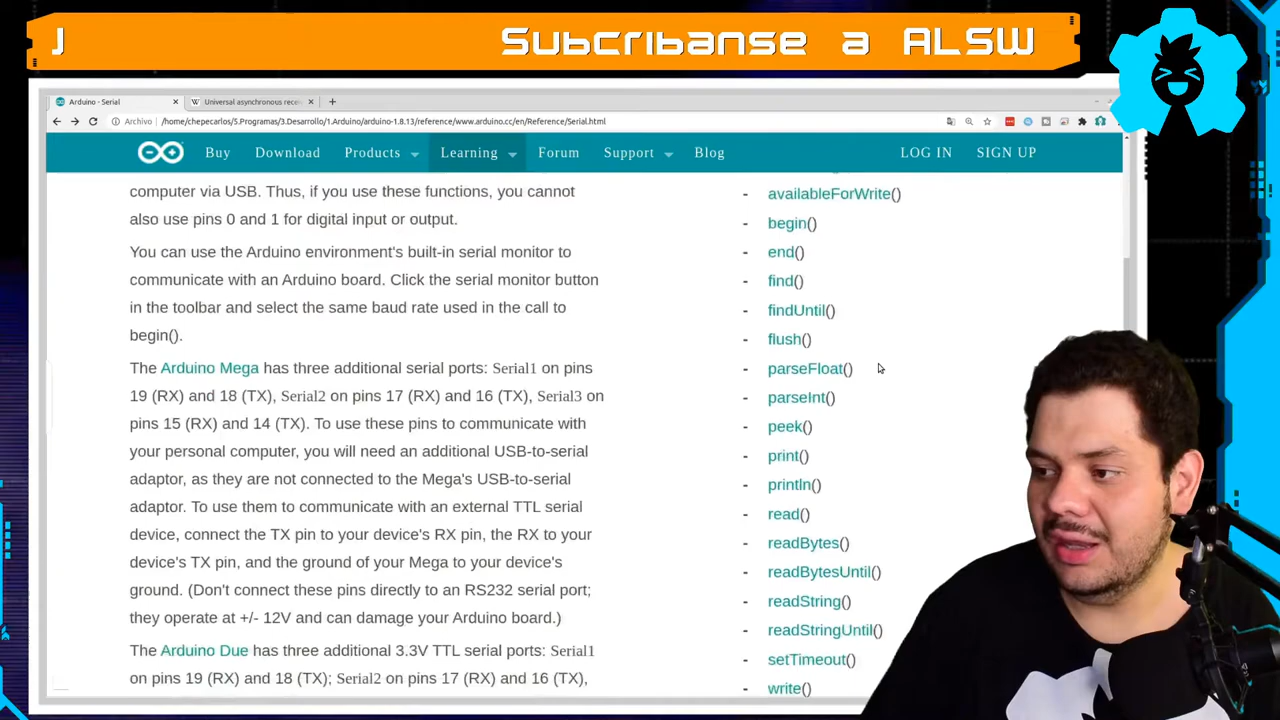 J Subcribanse a ALSW
Arduino - Serial
Universal asynchronous rece
Archivo /home/chepecarlos/5.Programas/3.Desarrollo/1.Arduino/arduino-1.8.13/reference/www.arduino.cc/en/Reference/Serial.html
Buy Download Products Learning Forum Support Blog LOG IN SIGN UP
computer via USB. Thus, if you use these functions, you cannot
also use pins 0 and 1 for digital input or output.
You can use the Arduino environment's built-in serial monitor to
communicate with an Arduino board. Click the serial monitor button
in the toolbar and select the same baud rate used in the call to
begin().
The Arduino Mega has three additional serial ports: Serial1 on pins
19 (RX) and 18 (TX), Serial2 on pins 17 (RX) and 16 (TX), Serial3 on
pins 15 (RX) and 14 (TX). To use these pins to communicate with
your personal computer, you will need an additional USB-to-serial
adaptor, as they are not connected to the Mega's USB-to-serial
adaptor. To use them to communicate with an external TTL serial
device, connect the TX pin to your device's RX pin, the RX to your
device's TX pin, and the ground of your Mega to your device's
ground. (Don't connect these pins directly to an RS232 serial port;
they operate at +/- 12V and can damage your Arduino board.)
The Arduino Due has three additional 3.3V TTL serial ports: Serial1
on pins 19 (RX) and 18 (TX); Serial2 on pins 17 (RX) and 16 (TX),
- availableForWrite()
- begin()
- end()
- find()
- findUntil()
- flush()
- parseFloat()
- parseInt()
- peek()
- print()
- println()
- read()
- readBytes()
- readBytesUntil()
- readString()
- readStringUntil()
- setTimeout()
- write()